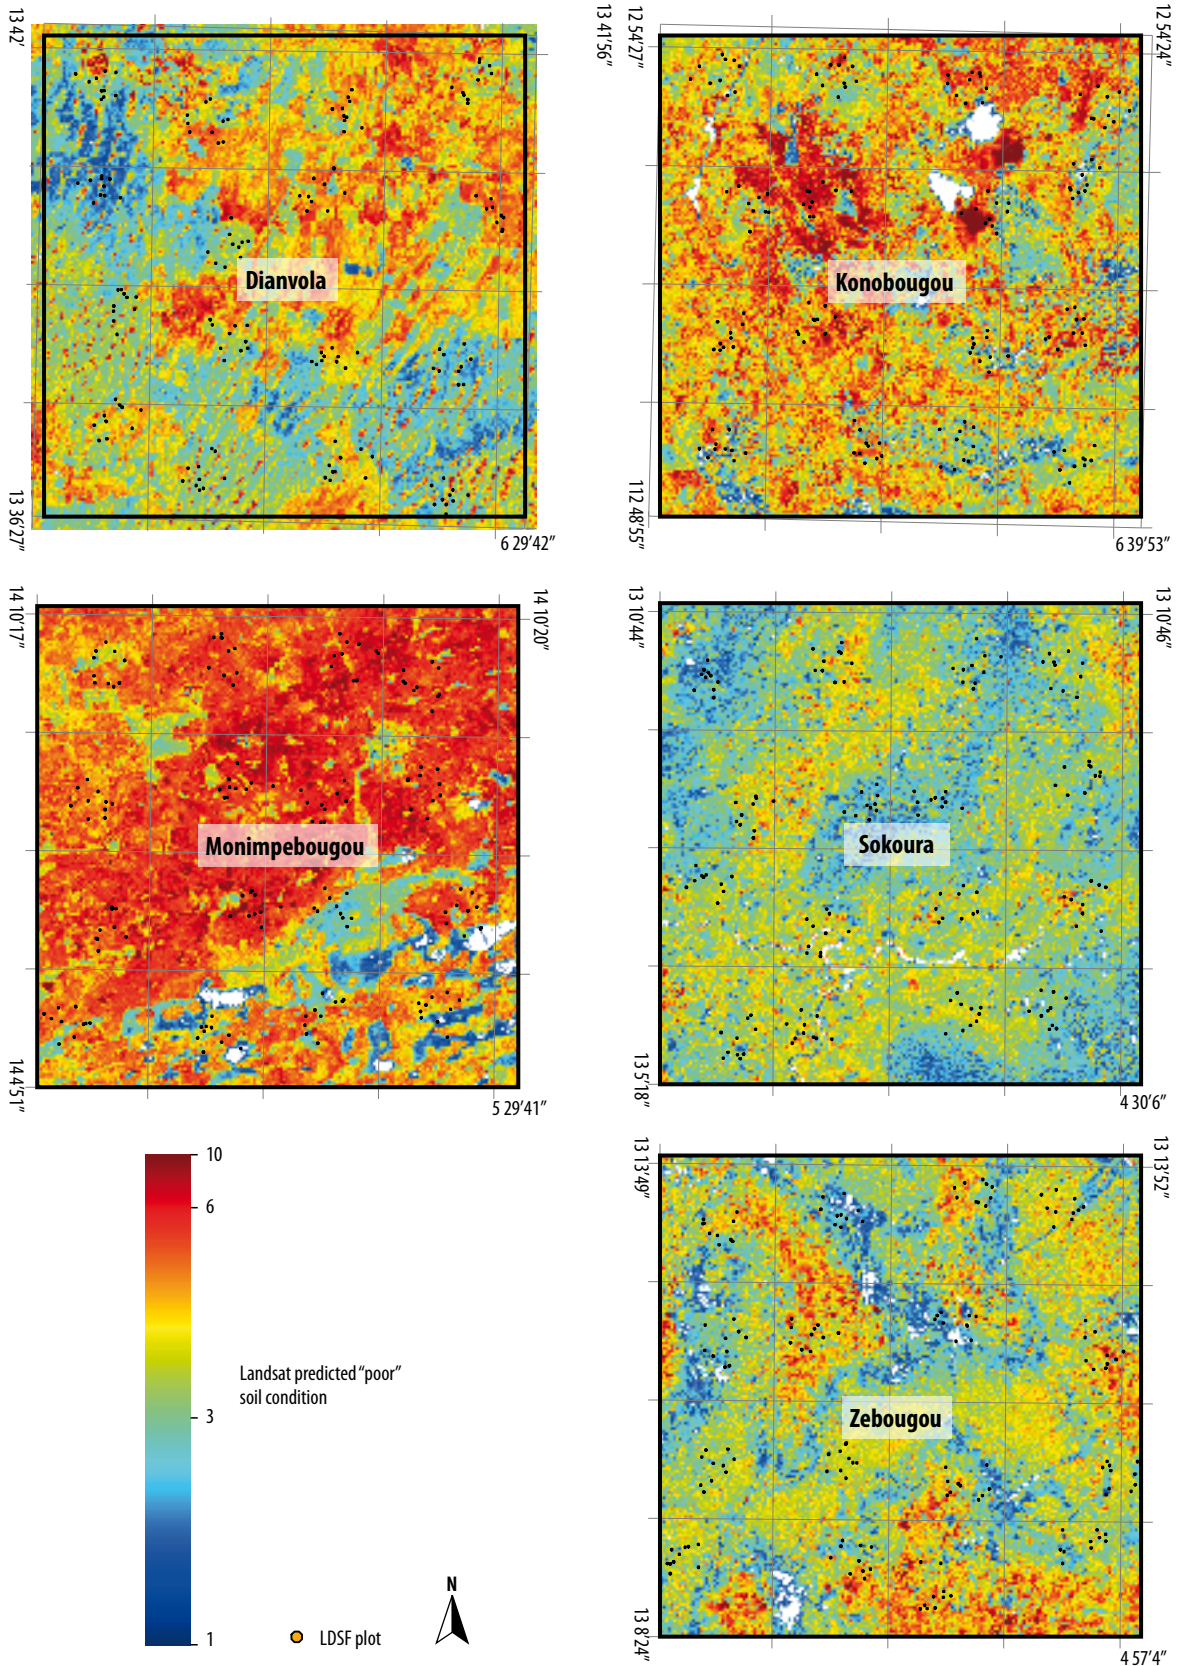 13 42'
Dianvola
13 36'27"
6 29'42"
13 41'56"
12 54'27"
12 54'24"
Konobougou
112 48'55"
6 39'53"
14 10'17"
14 10'20"
Monimpebougou
14 4'51"
5 29'41"
13 10'44"
13 10'46"
Sokoura
13 5'18"
4 30'6"
13 13'49"
13 13'52"
Zebougou
13 8'24"
4 57'4"
10
6
3
1
Landsat predicted "poor"
soil condition
LDSF plot
N